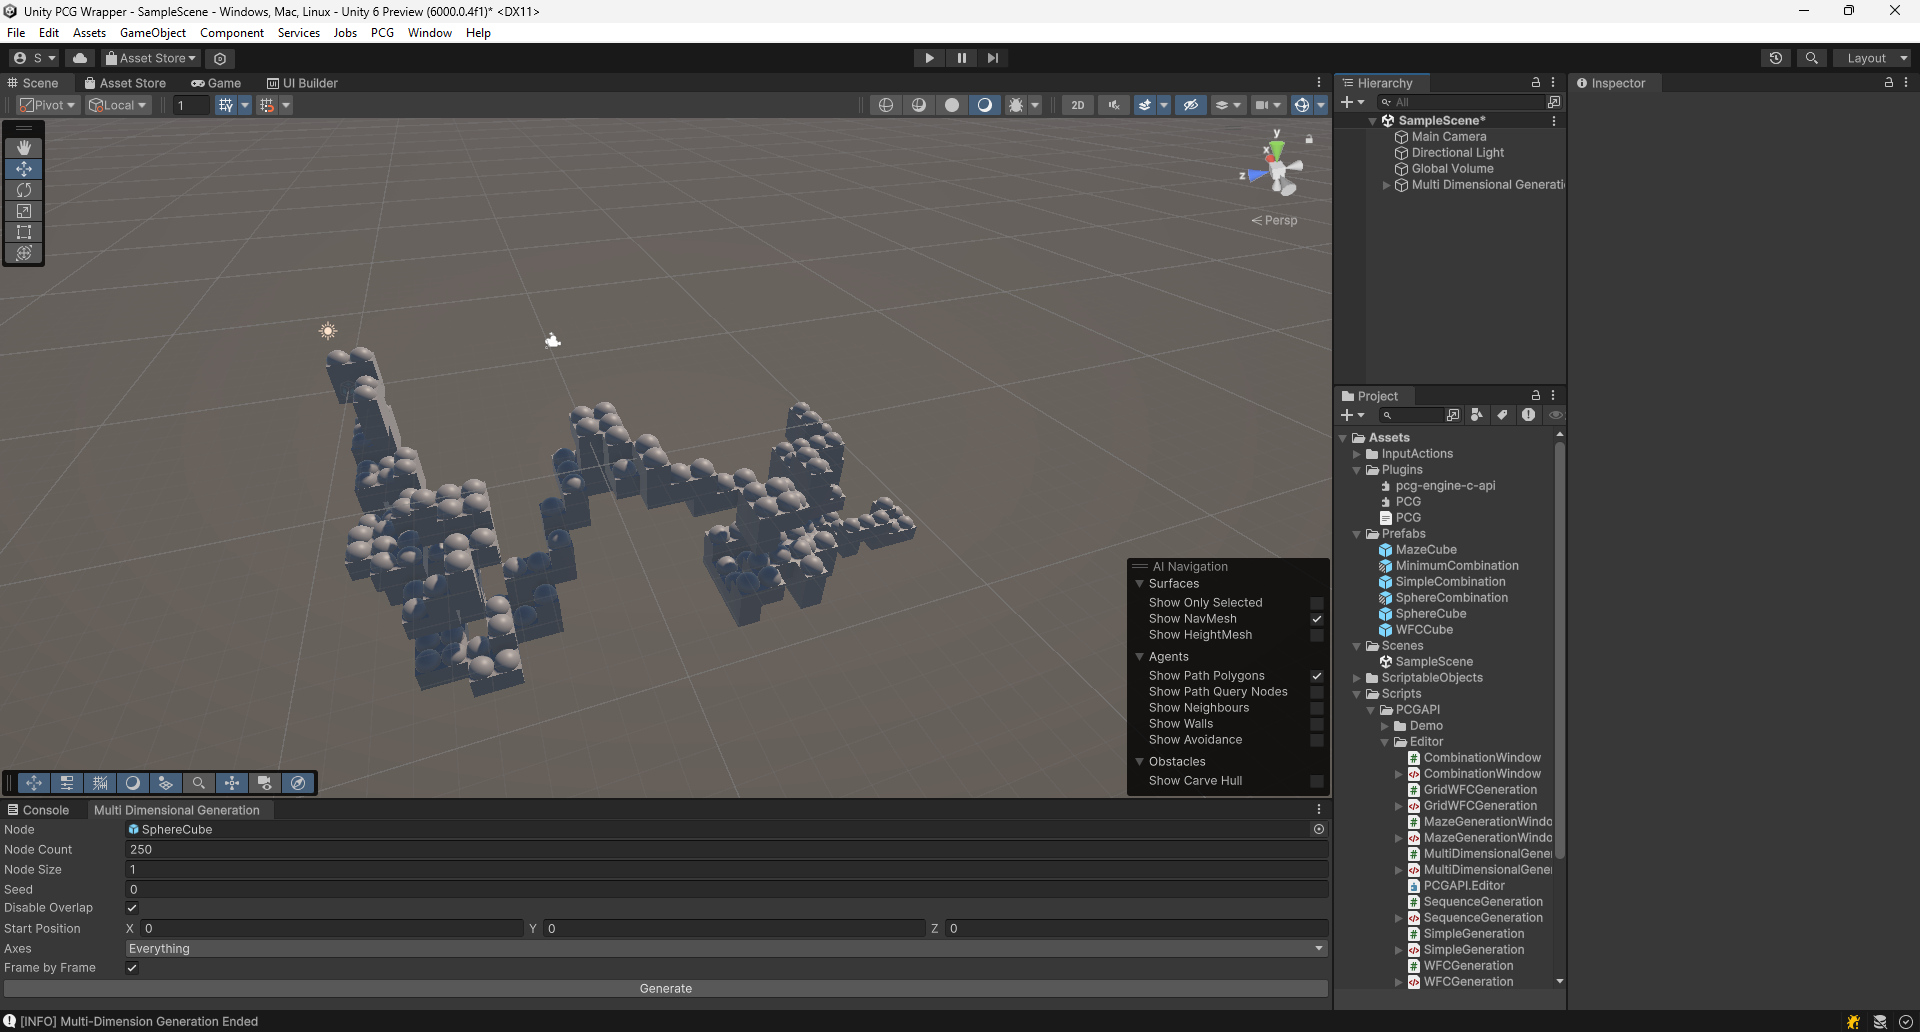 Unity PCG Wrapper - SampleScene - Windows, Mac, Linux - Unity 6 Preview (6000.0.4f1)* <DX11>
File Edit Assets GameObject Component Services Jobs PCG Window Help
S Asset Store Layout
Scene Asset Store Game UI Builder
Pivot Local 1 2D
y
x
z
Persp
AI Navigation
Surfaces
Show Only Selected
Show NavMesh
Show HeightMesh
Agents
Show Path Polygons
Show Path Query Nodes
Show Neighbours
Show Walls
Show Avoidance
Obstacles
Show Carve Hull
Console Multi Dimensional Generation
Node SphereCube
Node Count 250
Node Size 1
Seed 0
Disable Overlap
Start Position X 0 Y 0 Z 0
Axes Everything
Frame by Frame
Generate
[INFO] Multi-Dimension Generation Ended
Hierarchy
All
SampleScene*
Main Camera
Directional Light
Global Volume
Multi Dimensional Generati
Project
Assets
InputActions
Plugins
pcg-engine-c-api
PCG
PCG
Prefabs
MazeCube
MinimumCombination
SimpleCombination
SphereCombination
SphereCube
WFCCube
Scenes
SampleScene
ScriptableObjects
Scripts
PCGAPI
Demo
Editor
CombinationWindow
CombinationWindow
GridWFCGeneration
GridWFCGeneration
MazeGenerationWindo
MazeGenerationWindo
MultiDimensionalGene
MultiDimensionalGene
PCGAPI.Editor
SequenceGeneration
SequenceGeneration
SimpleGeneration
SimpleGeneration
WFCGeneration
WFCGeneration
Inspector